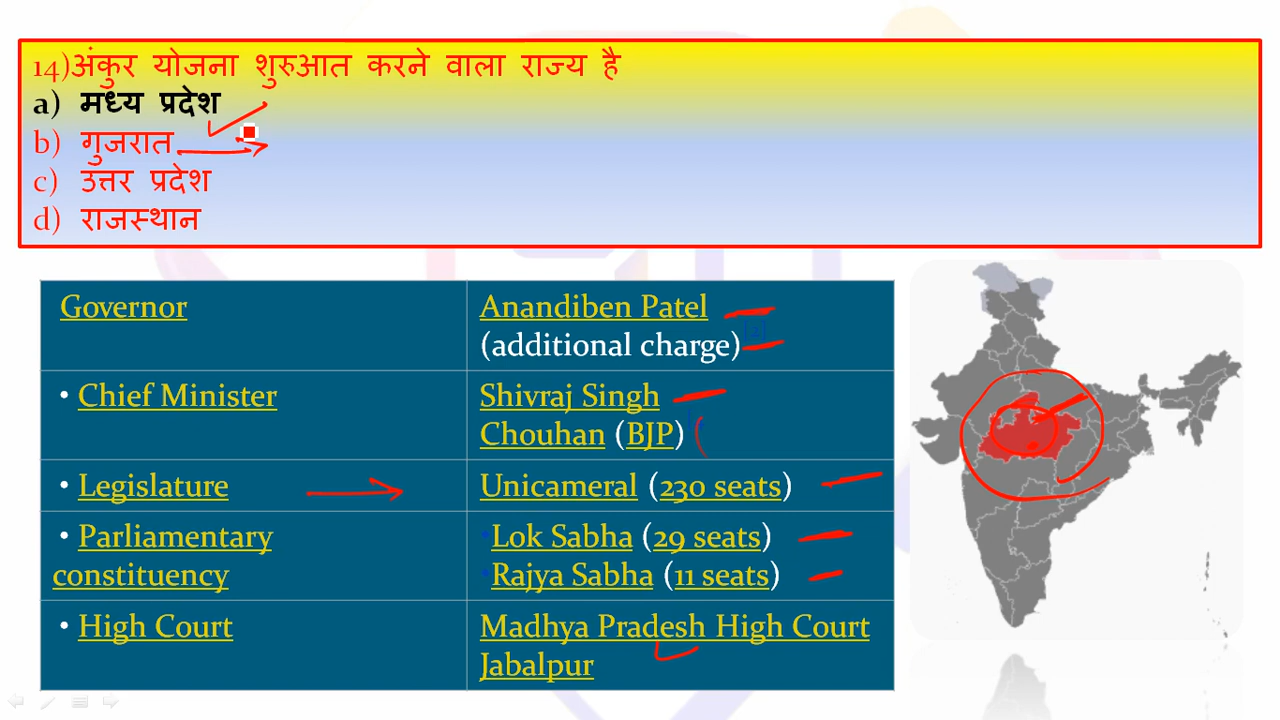 14)अंकुर योजना शुरुआत करने वाला राज्य है
a) मध्य प्रदेश
b) गुजरात
c) उत्तर प्रदेश
d) राजस्थान
Governor
Anandiben Patel
(additional charge)[2]
• Chief Minister
Shivraj Singh
Chouhan (BJP)
• Legislature
Unicameral (230 seats)
• Parliamentary
constituency
•Lok Sabha (29 seats)
•Rajya Sabha (11 seats)
• High Court
Madhya Pradesh High Court
Jabalpur